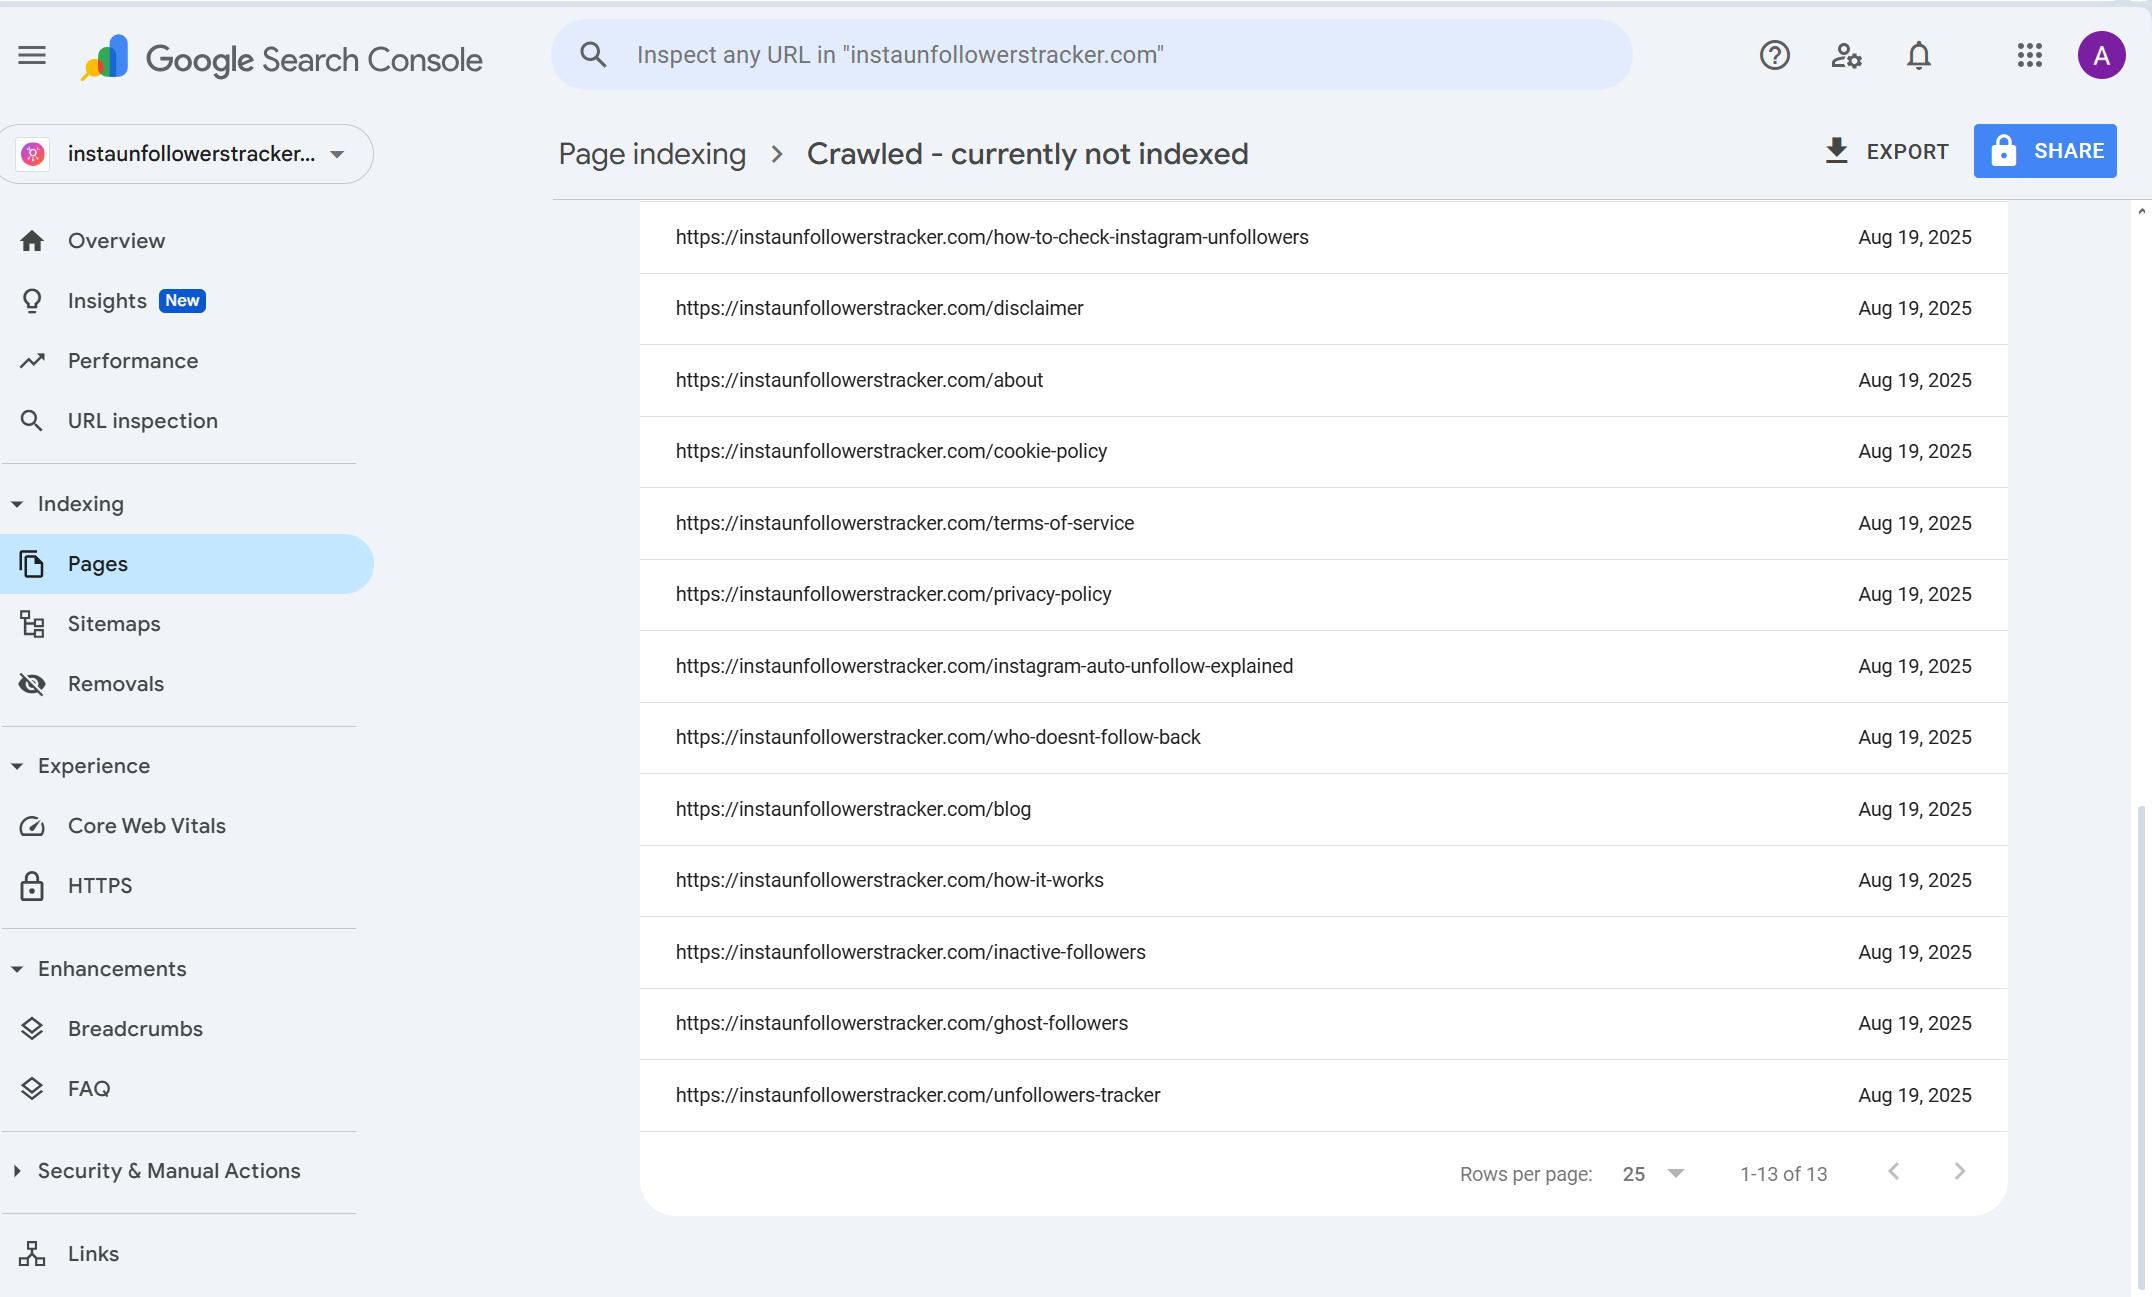 Google Search Console
Inspect any URL in "instaunfollowerstracker.com"
A
instaunfollowerstracker...
Page indexing > Crawled - currently not indexed
EXPORT
SHARE
Overview
Insights New
Performance
URL inspection
Indexing
Pages
Sitemaps
Removals
Experience
Core Web Vitals
HTTPS
Enhancements
Breadcrumbs
FAQ
Security & Manual Actions
Links
https://instaunfollowerstracker.com/how-to-check-instagram-unfollowers Aug 19, 2025
https://instaunfollowerstracker.com/disclaimer Aug 19, 2025
https://instaunfollowerstracker.com/about Aug 19, 2025
https://instaunfollowerstracker.com/cookie-policy Aug 19, 2025
https://instaunfollowerstracker.com/terms-of-service Aug 19, 2025
https://instaunfollowerstracker.com/privacy-policy Aug 19, 2025
https://instaunfollowerstracker.com/instagram-auto-unfollow-explained Aug 19, 2025
https://instaunfollowerstracker.com/who-doesnt-follow-back Aug 19, 2025
https://instaunfollowerstracker.com/blog Aug 19, 2025
https://instaunfollowerstracker.com/how-it-works Aug 19, 2025
https://instaunfollowerstracker.com/inactive-followers Aug 19, 2025
https://instaunfollowerstracker.com/ghost-followers Aug 19, 2025
https://instaunfollowerstracker.com/unfollowers-tracker Aug 19, 2025
Rows per page: 25 1-13 of 13